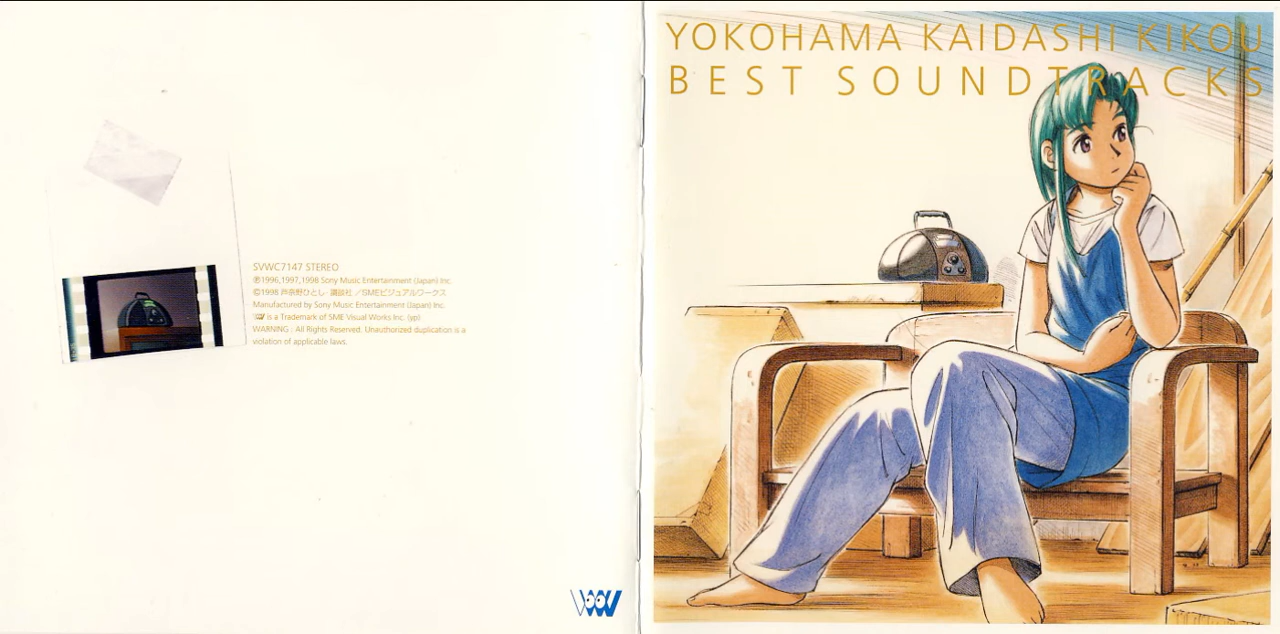 SVWC7147 STEREO
℗1996,1997,1998 Sony Music Entertainment (Japan) Inc
©1998 芦奈野ひとし・講談社／SMEビジュアルワークス
Manufactured by Sony Music Entertainment (Japan) Inc.
is a Trademark of SME Visual Works Inc. (yp)
WARNING : All Rights Reserved. Unauthorized duplication is a
violation of applicable laws.
YOKOHAMA KAIDASHI KIKOU
BEST SOUNDTRACKS